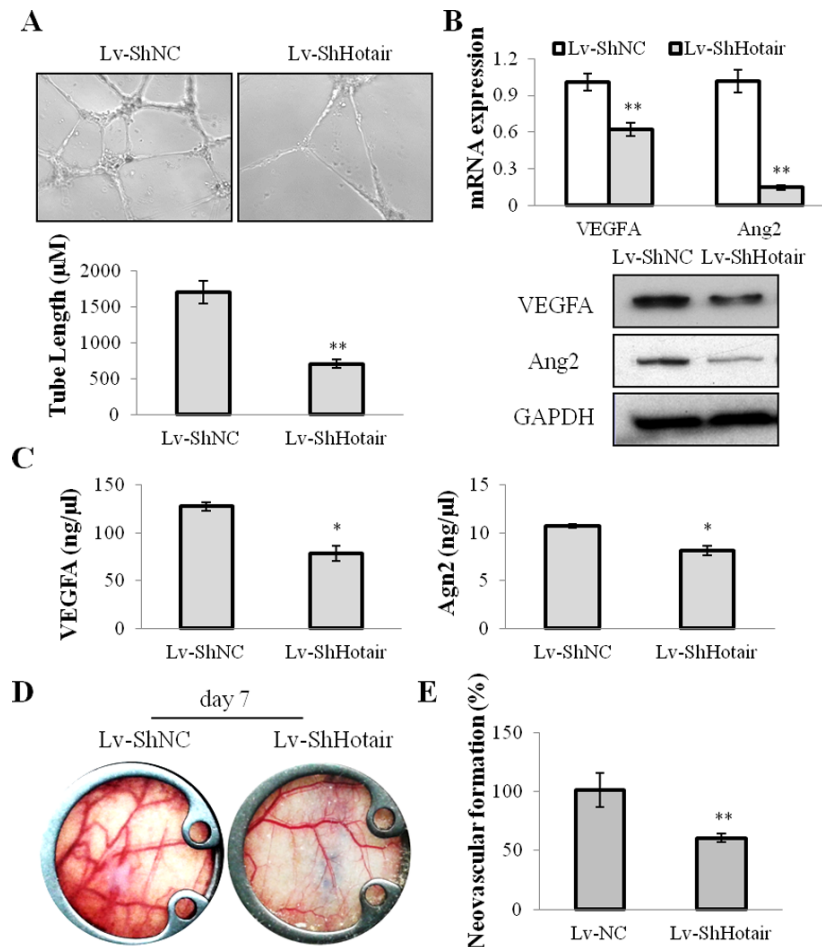 A
Lv-ShNC Lv-ShHotair
Tube Length (µM)
2000
1500
1000
500
0
**
Lv-ShNC Lv-ShHotair
B
mRNA expression
Lv-ShNC Lv-ShHotair
1.2
0.9
0.6
0.3
0
**
**
VEGFA Ang2
Lv-ShNC Lv-ShHotair
VEGFA
Ang2
GAPDH
C
VEGFA (ng/µl)
150
100
50
0
*
Lv-ShNC Lv-ShHotair
Agn2 (ng/µl)
15
10
5
0
*
Lv-ShNC Lv-ShHotair
D
day 7
Lv-ShNC Lv-ShHotair
E
Neovascular formation (%)
150
100
50
0
**
Lv-NC Lv-ShHotair